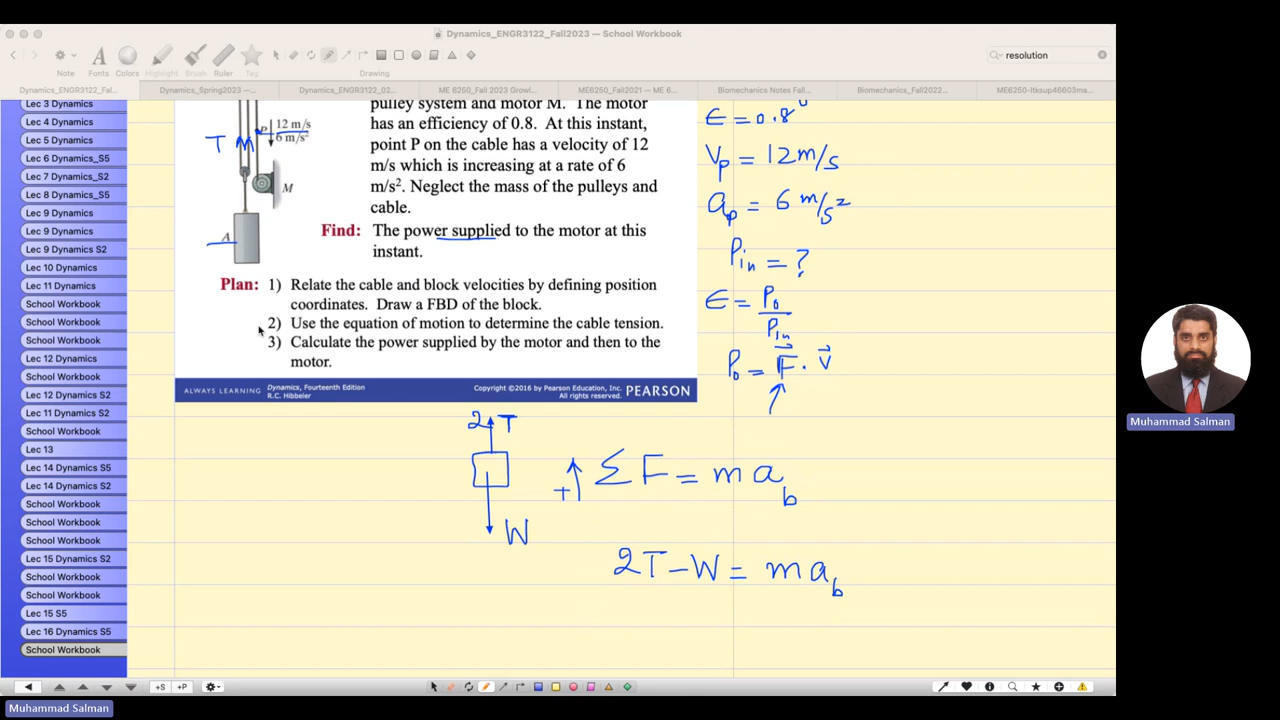 Dynamics_ENGR3122_Fall2023 — School Workbook
Note
Fonts
Colors
Highlight
Brush
Ruler
Tag
Drawing
resolution
Dynamics_ENGR3122_Fal...
Dynamics_Spring2023 —...
Dynamics_ENGR3122_02...
ME 6250_Fall 2023 Growl...
ME6250_Fall2021 — ME 6...
Biomechanics Notes Fall...
Biomechanics_Fall2022...
ME6250-ltksup46603ma...
Lec 3 Dynamics
Lec 4 Dynamics
Lec 5 Dynamics
Lec 6 Dynamics_S5
Lec 7 Dynamics_S2
Lec 8 Dynamics_S5
Lec 9 Dynamics
Lec 9 Dynamics
Lec 9 Dynamics S2
Lec 10 Dynamics
Lec 11 Dynamics
School Workbook
School Workbook
School Workbook
Lec 12 Dynamics
School Workbook
Lec 12 Dynamics S2
Lec 11 Dynamics S2
School Workbook
Lec 13
Lec 14 Dynamics S5
Lec 14 Dynamics S2
School Workbook
School Workbook
School Workbook
Lec 15 Dynamics S2
School Workbook
School Workbook
Lec 15 S5
Lec 16 Dynamics S5
School Workbook
P
12 m/s
6 m/s²
T
M
A
pulley system and motor M. The motor
has an efficiency of 0.8. At this instant,
point P on the cable has a velocity of 12
m/s which is increasing at a rate of 6
m/s². Neglect the mass of the pulleys and
cable.
Find: The power supplied to the motor at this
instant.
Plan: 1) Relate the cable and block velocities by defining position
coordinates. Draw a FBD of the block.
2) Use the equation of motion to determine the cable tension.
3) Calculate the power supplied by the motor and then to the
motor.
ALWAYS LEARNING
Dynamics, Fourteenth Edition
R.C. Hibbeler
Copyright ©2016 by Pearson Education, Inc.
All rights reserved.
PEARSON
ϵ = 0.8
Vp = 12 m/s
ap = 6 m/s²
Pin = ?
ϵ = Po / Pin
Po = F⃗ · v⃗
2 T
W
+↑ ΣF = m ab
2T − W = m ab
+S
+P
Muhammad Salman
Muhammad Salman